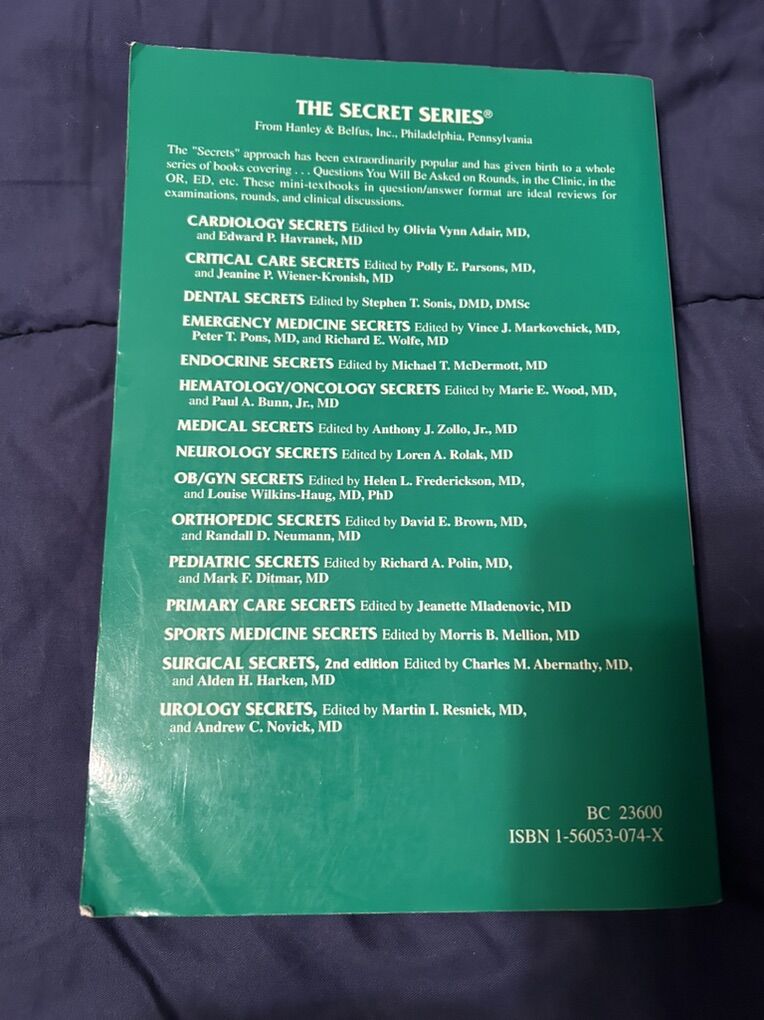 THE SECRET SERIES®
From Hanley & Belfus, Inc., Philadelphia, Pennsylvania
The "Secrets" approach has been extraordinarily popular and has given birth to a whole
series of books covering . . . Questions You Will Be Asked on Rounds, in the Clinic, in the
OR, ED, etc. These mini-textbooks in question/answer format are ideal reviews for
examinations, rounds, and clinical discussions.
CARDIOLOGY SECRETS Edited by Olivia Vynn Adair, MD,
and Edward P. Havranek, MD
CRITICAL CARE SECRETS Edited by Polly E. Parsons, MD,
and Jeanine P. Wiener-Kronish, MD
DENTAL SECRETS Edited by Stephen T. Sonis, DMD, DMSc
EMERGENCY MEDICINE SECRETS Edited by Vince J. Markovchick, MD,
Peter T. Pons, MD, and Richard E. Wolfe, MD
ENDOCRINE SECRETS Edited by Michael T. McDermott, MD
HEMATOLOGY/ONCOLOGY SECRETS Edited by Marie E. Wood, MD,
and Paul A. Bunn, Jr., MD
MEDICAL SECRETS Edited by Anthony J. Zollo, Jr., MD
NEUROLOGY SECRETS Edited by Loren A. Rolak, MD
OB/GYN SECRETS Edited by Helen L. Frederickson, MD,
and Louise Wilkins-Haug, MD, PhD
ORTHOPEDIC SECRETS Edited by David E. Brown, MD,
and Randall D. Neumann, MD
PEDIATRIC SECRETS Edited by Richard A. Polin, MD,
and Mark F. Ditmar, MD
PRIMARY CARE SECRETS Edited by Jeanette Mladenovic, MD
SPORTS MEDICINE SECRETS Edited by Morris B. Mellion, MD
SURGICAL SECRETS, 2nd edition Edited by Charles M. Abernathy, MD,
and Alden H. Harken, MD
UROLOGY SECRETS, Edited by Martin I. Resnick, MD,
and Andrew C. Novick, MD
BC 23600
ISBN 1-56053-074-X